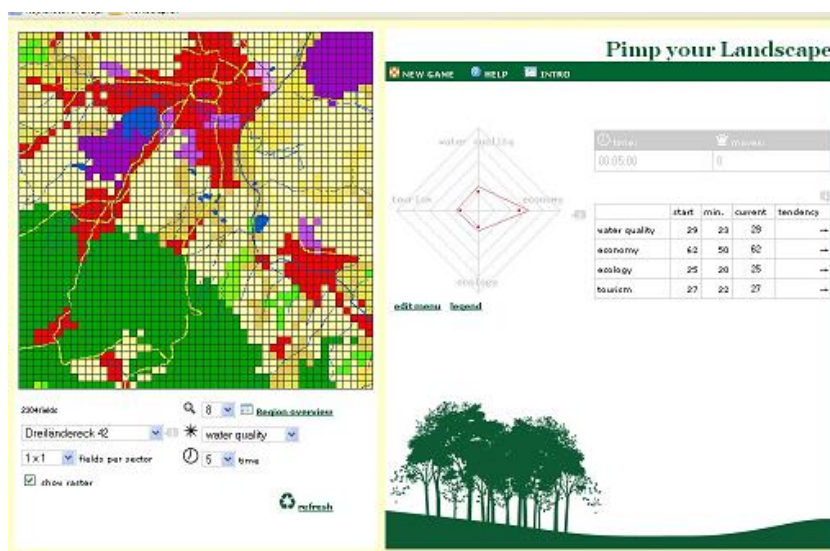 Pimp your Landscape
NEW GAME HELP INTRO
water quality
tourism
economy
ecology
time: moves:
00:05:00 0
start min. current tendency
water quality 29 23 29 →
economy 62 50 62 →
ecology 25 20 25 →
tourism 27 22 27 →
edit menu legend
2304 fields
8 Region overview
Dreiländereck 42
water quality
1x1 fields per sector
5 time
show raster
refresh